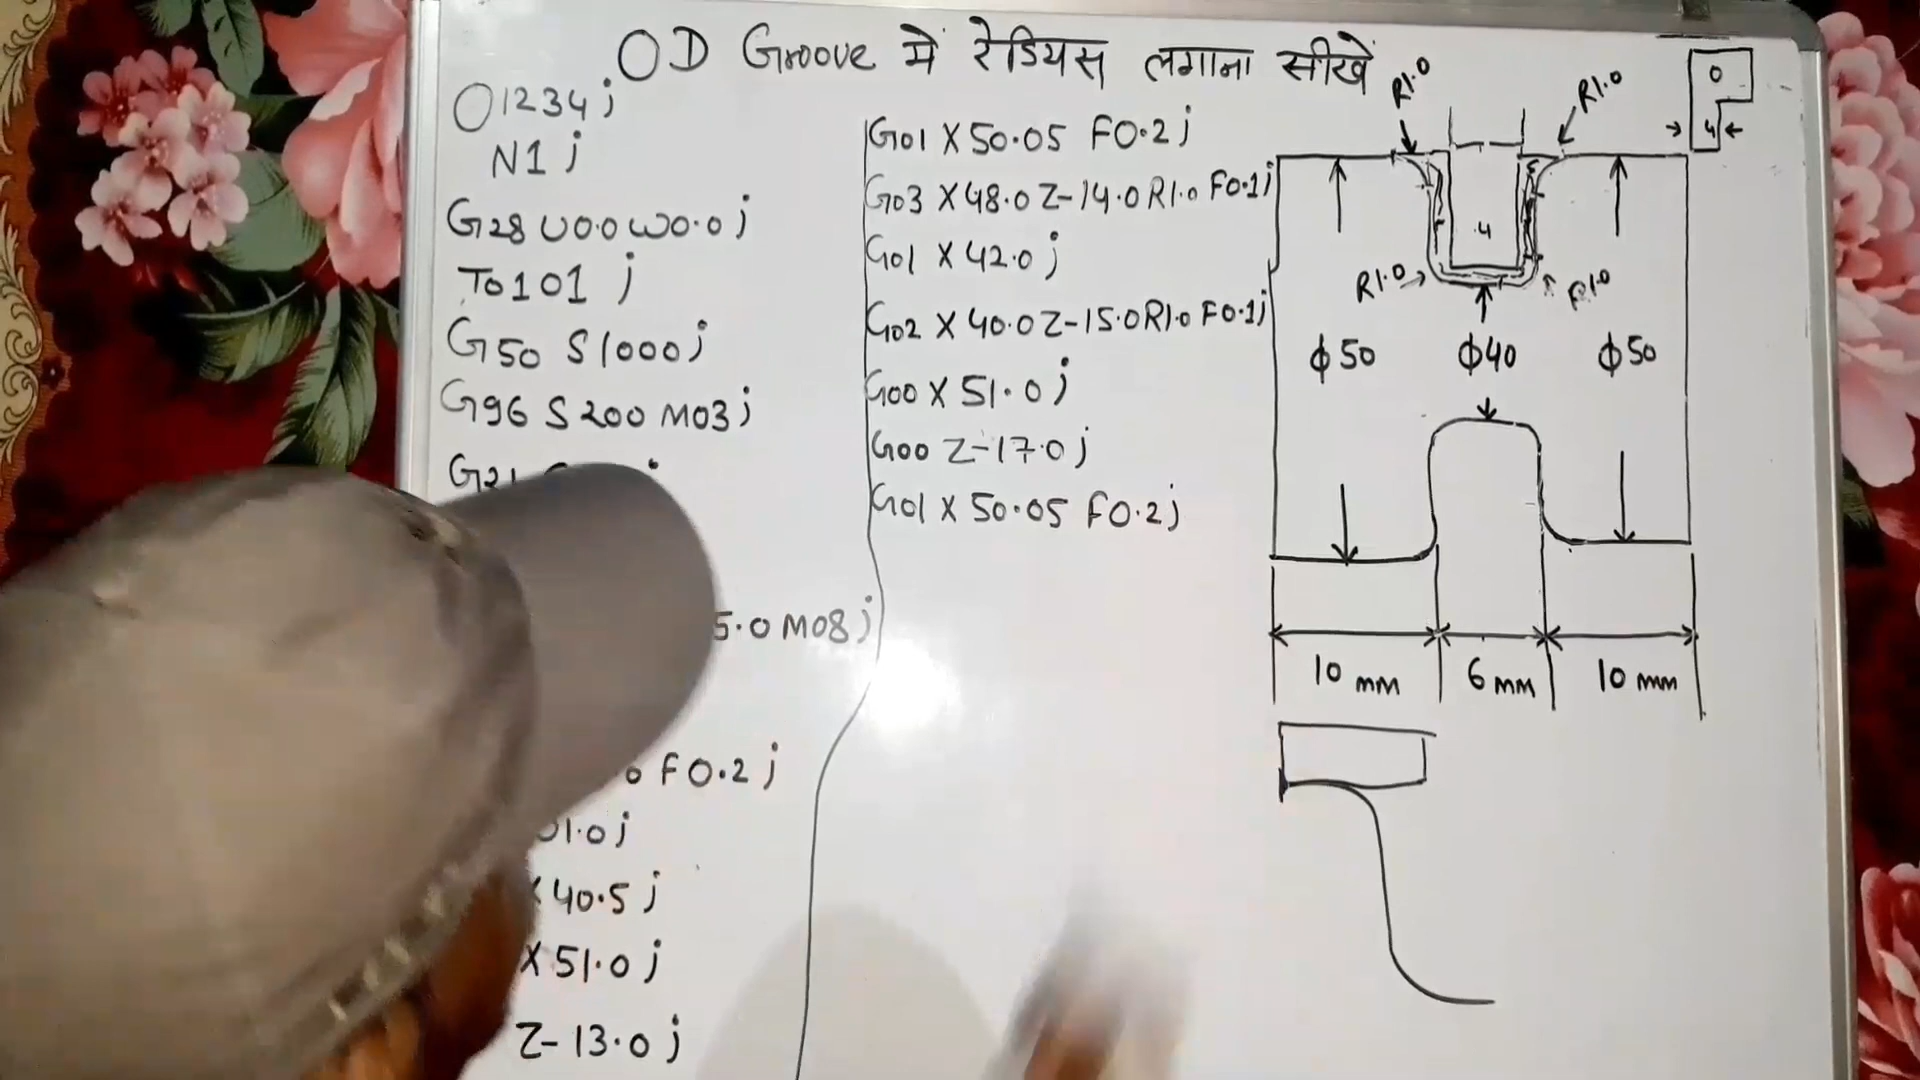 OD Groove में रेडियस लगाना सीखें
O1234;
N1;
G28 U0.0 W0.0;
T0101;
G50 S1000;
G96 S200 M03;
G21
5.0 M08;
F0.2;
1.0;
X40.5;
X51.0;
Z-13.0;
G01 X50.05 F0.2;
G03 X48.0 Z-14.0 R1.0 F0.1;
G01 X42.0;
G02 X40.0 Z-15.0 R1.0 F0.1;
G00 X51.0;
G00 Z-17.0;
G01 X50.05 F0.2;
R1.0
R1.0
0
4
4
R1.0
R1.0
φ50
φ40
φ50
10 mm
6 mm
10 mm